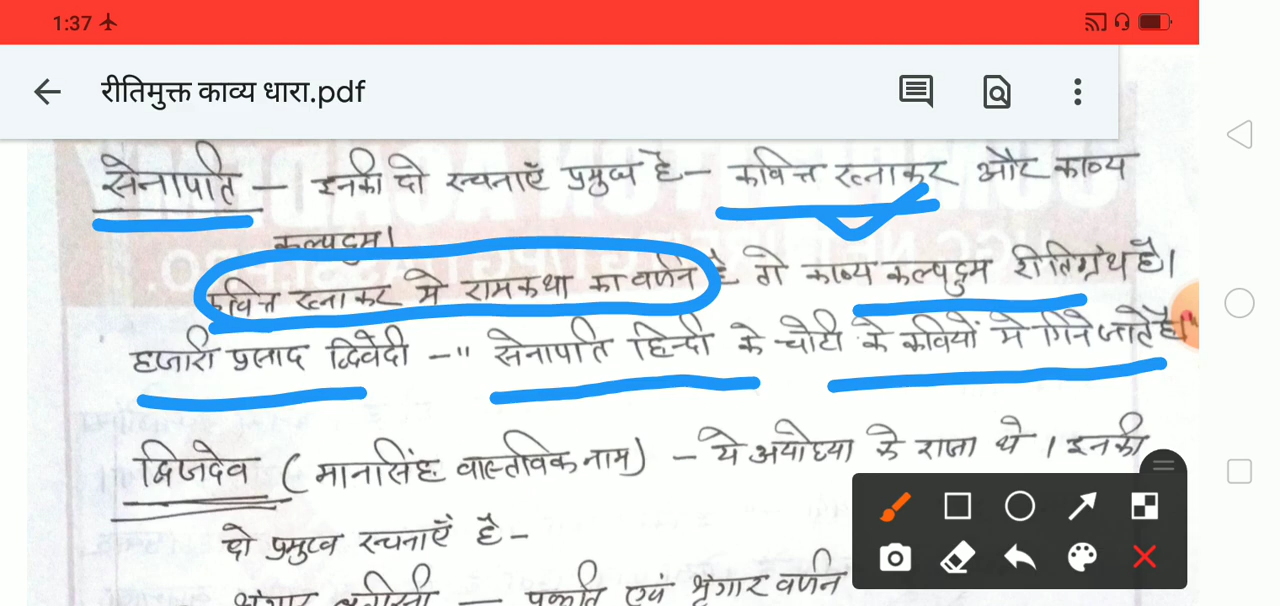 1:37
रीतिमुक्त काव्य धारा.pdf
सेनापति – इनकी दो रचनाएँ प्रमुख है – कवित्त रत्नाकर और काव्य
कल्पद्रुम।
कवित्त रत्नाकर मे रामकथा का वर्णन है तो काव्य कल्पद्रुम रीतिग्रंथ है।
हजारी प्रसाद द्विवेदी – " सेनापति हिन्दी के चोटी के कवियों मे गिने जाते है।"
द्विजदेव ( मानसिंह वास्तविक नाम) – ये अयोध्या के राजा थे । इनकी
दो प्रमुख रचनाएँ है –
– प्रकृति एवं श्रृंगार वर्णन